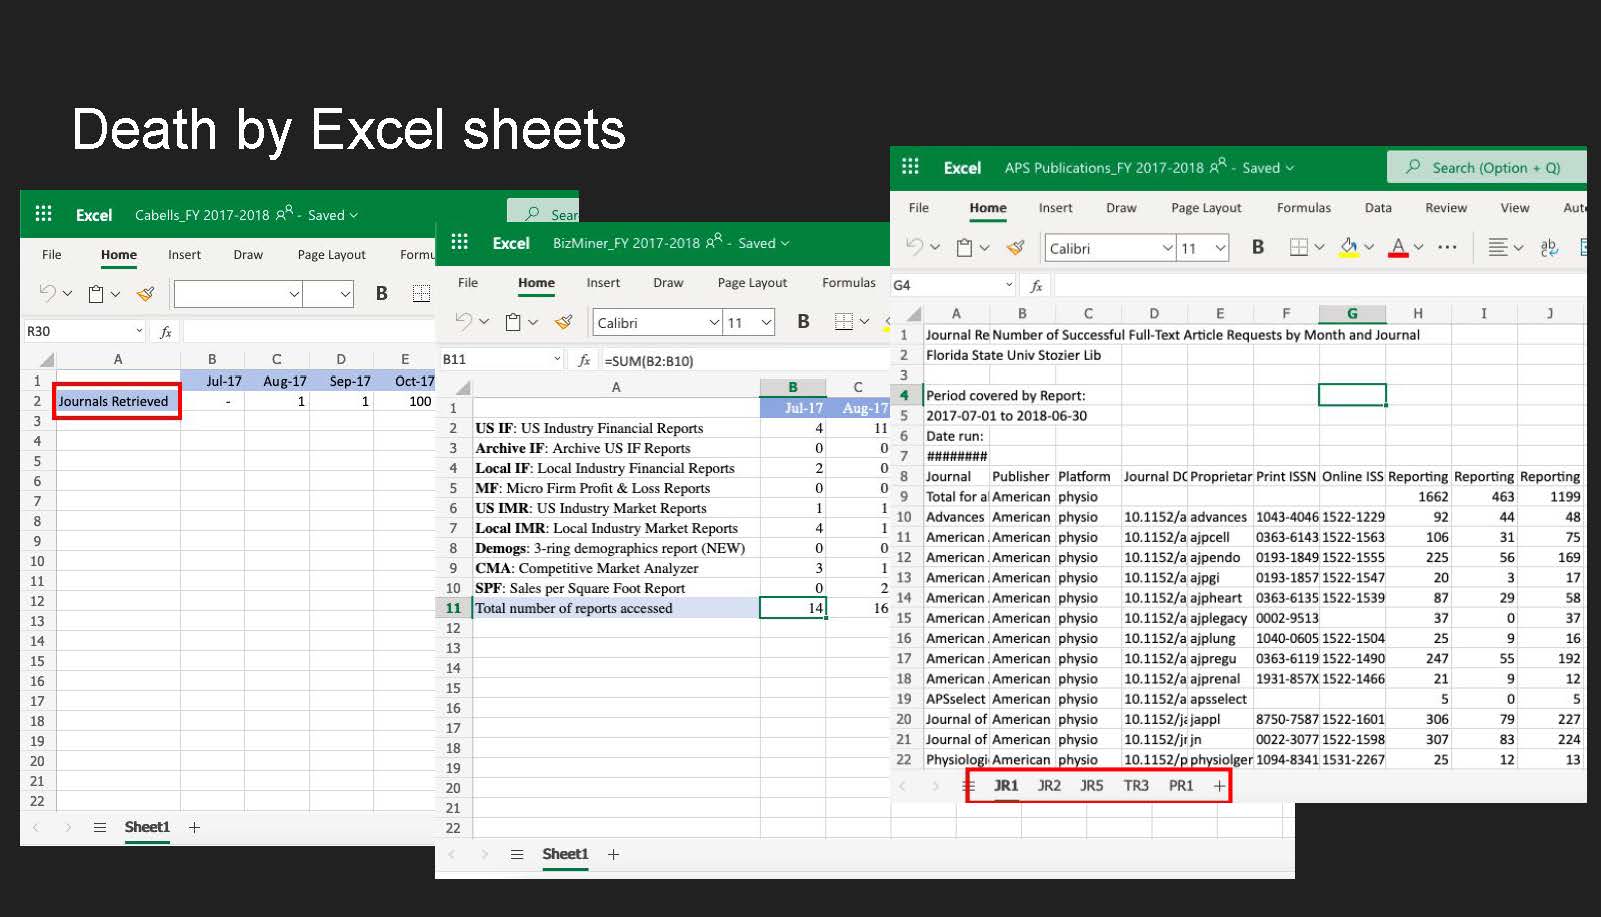 Death by Excel sheets
Excel Cabells_FY 2017-2018 - Saved
Sear
File Home Insert Draw Page Layout Formu
B
R30 fx
A B C D E
1 Jul-17 Aug-17 Sep-17 Oct-17
2 Journals Retrieved - 1 1 100
3
4
5
6
7
8
9
10
11
12
13
14
15
16
17
18
19
20
21
22
Sheet1 +
Excel BizMiner_FY 2017-2018 - Saved
File Home Insert Draw Page Layout Formulas
Calibri 11 B
B11 fx =SUM(B2:B10)
A B C
1 Jul-17 Aug-17
2 US IF: US Industry Financial Reports 4 11
3 Archive IF: Archive US IF Reports 0 0
4 Local IF: Local Industry Financial Reports 2 0
5 MF: Micro Firm Profit & Loss Reports 0 0
6 US IMR: US Industry Market Reports 1 1
7 Local IMR: Local Industry Market Reports 4 1
8 Demogs: 3-ring demographics report (NEW) 0 0
9 CMA: Competitive Market Analyzer 3 1
10 SPF: Sales per Square Foot Report 0 2
11 Total number of reports accessed 14 16
12
13
14
15
16
17
18
19
20
21
22
Sheet1 +
Excel APS Publications_FY 2017-2018 - Saved Search (Option + Q)
File Home Insert Draw Page Layout Formulas Data Review View Aut
Calibri 11 B A ab
G4 fx
A B C D E F G H I J
1 Journal Re Number of Successful Full-Text Article Requests by Month and Journal
2 Florida State Univ Stozier Lib
3
4 Period covered by Report:
5 2017-07-01 to 2018-06-30
6 Date run:
7 ########
8 Journal Publisher Platform Journal DO Proprietar Print ISSN Online ISS Reporting Reporting Reporting
9 Total for al American physio 1662 463 1199
10 Advances American physio 10.1152/a advances 1043-4046 1522-1229 92 44 48
11 American American physio 10.1152/a ajpcell 0363-6143 1522-1563 106 31 75
12 American American physio 10.1152/a ajpendo 0193-1849 1522-1555 225 56 169
13 American American physio 10.1152/a ajpgi 0193-1857 1522-1547 20 3 17
14 American American physio 10.1152/a ajpheart 0363-6135 1522-1539 87 29 58
15 American American physio 10.1152/a ajplegacy 0002-9513 37 0 37
16 American American physio 10.1152/a ajplung 1040-0605 1522-1504 25 9 16
17 American American physio 10.1152/a ajpregu 0363-6119 1522-1490 247 55 192
18 American American physio 10.1152/a ajprenal 1931-857X 1522-1466 21 9 12
19 APSselect American physio 10.1152/a apsselect 5 0 5
20 Journal of American physio 10.1152/ja jappl 8750-7587 1522-1601 306 79 227
21 Journal of American physio 10.1152/jn jn 0022-3077 1522-1598 307 83 224
22 Physiologi American physio 10.1152/p physiolger 1094-8341 1531-2267 25 12 13
JR1 JR2 JR5 TR3 PR1 +